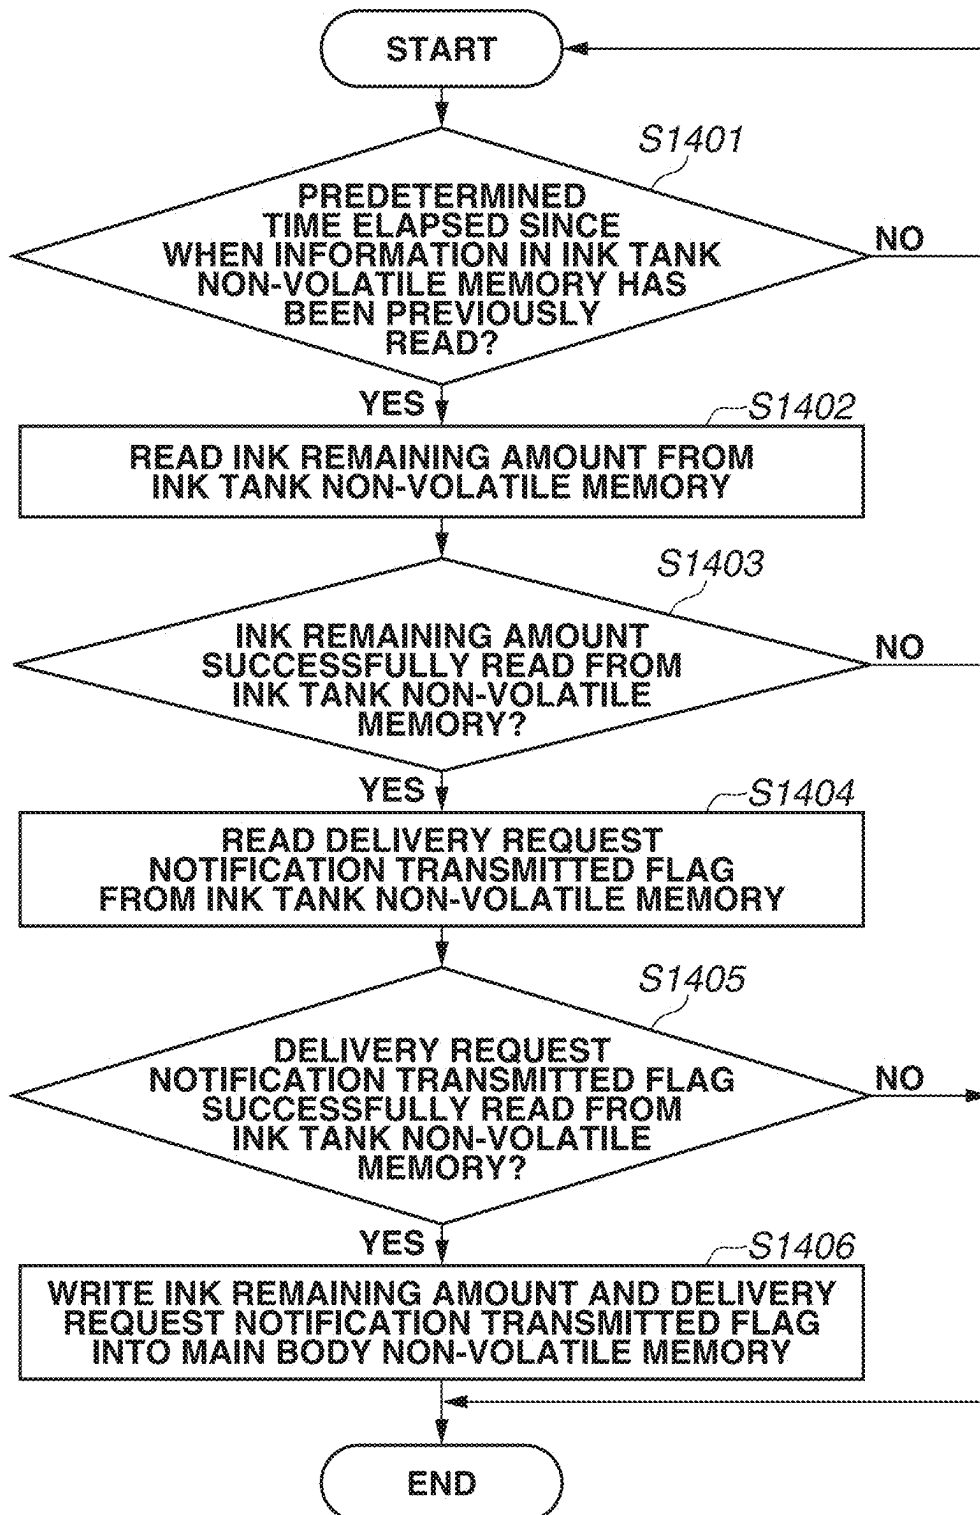 START
S1401
PREDETERMINED
TIME ELAPSED SINCE
WHEN INFORMATION IN INK TANK
NON-VOLATILE MEMORY HAS
BEEN PREVIOUSLY
READ?
NO
YES
S1402
READ INK REMAINING AMOUNT FROM
INK TANK NON-VOLATILE MEMORY
S1403
INK REMAINING AMOUNT
SUCCESSFULLY READ FROM
INK TANK NON-VOLATILE
MEMORY?
NO
YES
S1404
READ DELIVERY REQUEST
NOTIFICATION TRANSMITTED FLAG
FROM INK TANK NON-VOLATILE MEMORY
S1405
DELIVERY REQUEST
NOTIFICATION TRANSMITTED FLAG
SUCCESSFULLY READ FROM
INK TANK NON-VOLATILE
MEMORY?
NO
YES
S1406
WRITE INK REMAINING AMOUNT AND DELIVERY
REQUEST NOTIFICATION TRANSMITTED FLAG
INTO MAIN BODY NON-VOLATILE MEMORY
END